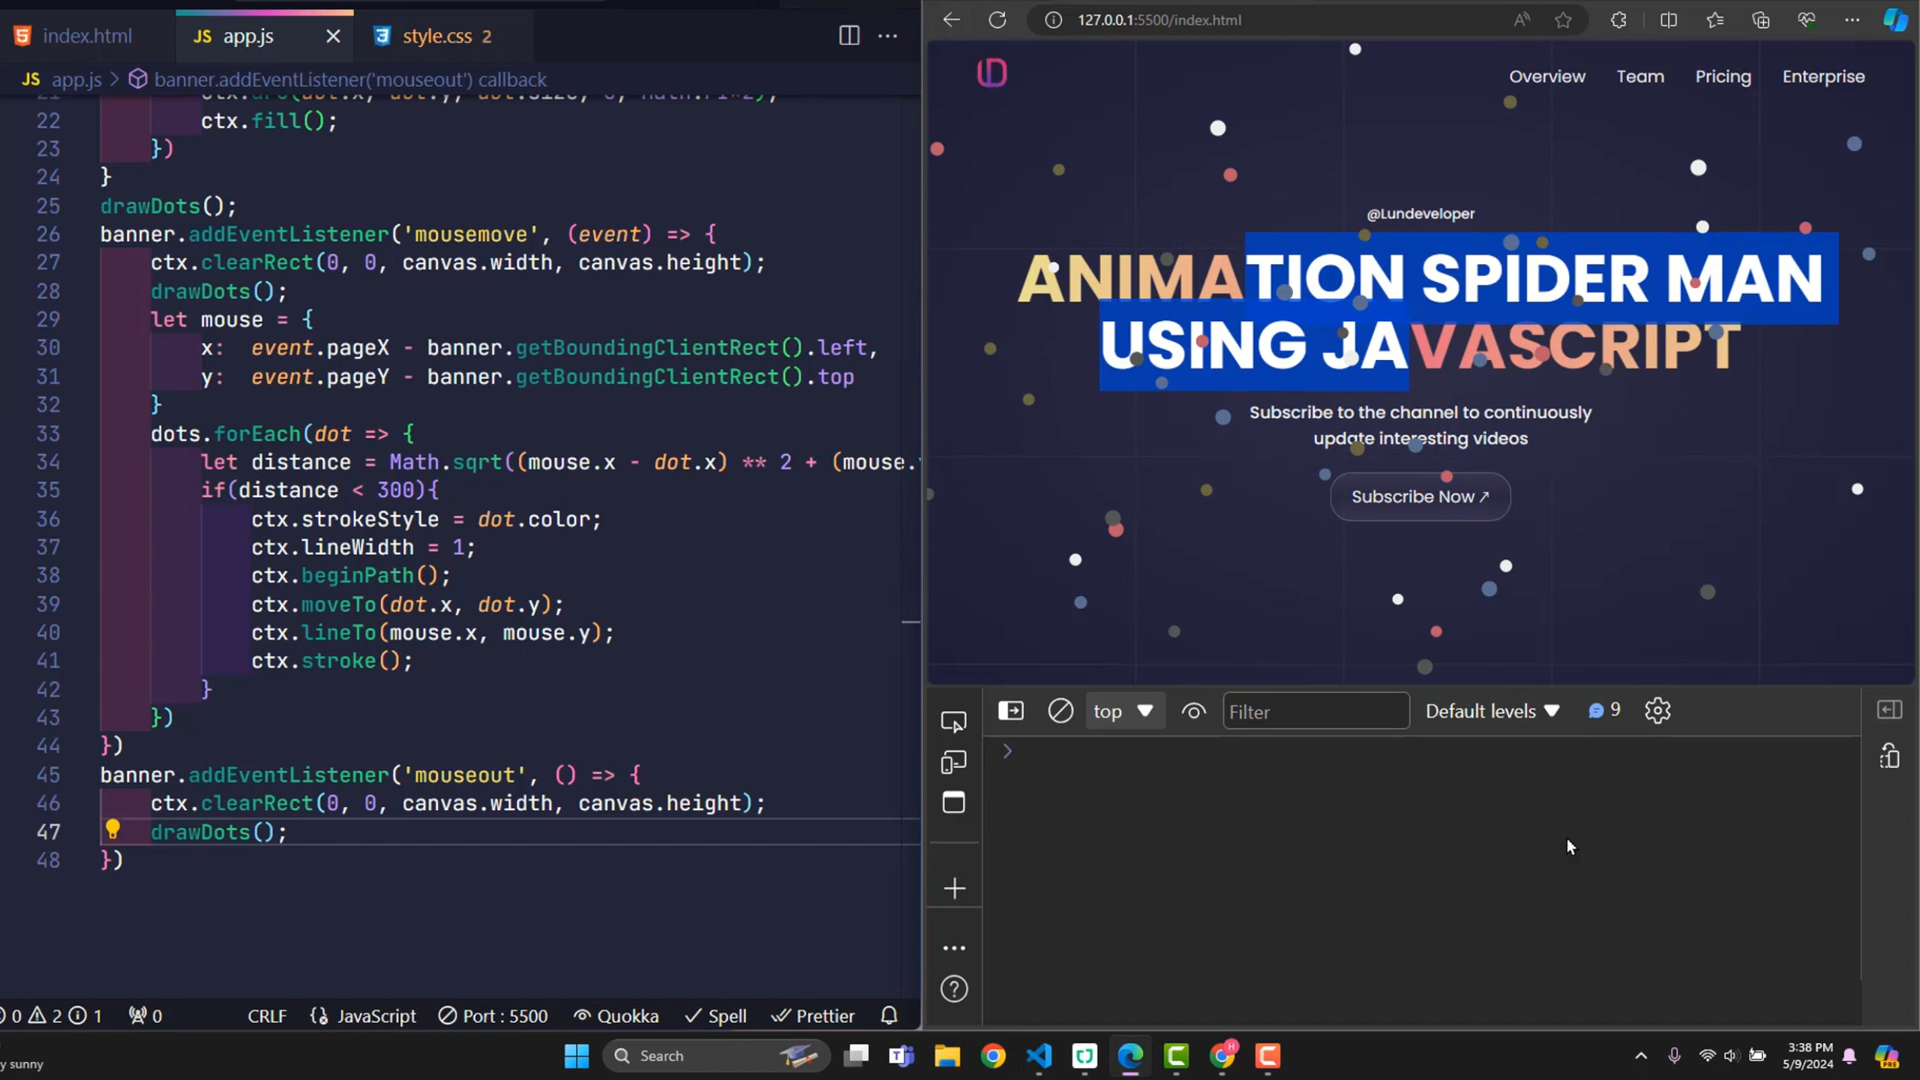 index.html
JS app.js
style.css 2
JS app.js > banner.addEventListener('mouseout') callback
22 ctx.fill();
23 })
24 }
25 drawDots();
26 banner.addEventListener('mousemove', (event) => {
27 ctx.clearRect(0, 0, canvas.width, canvas.height);
28 drawDots();
29 let mouse = {
30 x: event.pageX - banner.getBoundingClientRect().left,
31 y: event.pageY - banner.getBoundingClientRect().top
32 }
33 dots.forEach(dot => {
34 let distance = Math.sqrt((mouse.x - dot.x) ** 2 + (mouse.
35 if(distance < 300){
36 ctx.strokeStyle = dot.color;
37 ctx.lineWidth = 1;
38 ctx.beginPath();
39 ctx.moveTo(dot.x, dot.y);
40 ctx.lineTo(mouse.x, mouse.y);
41 ctx.stroke();
42 }
43 })
44 })
45 banner.addEventListener('mouseout', () => {
46 ctx.clearRect(0, 0, canvas.width, canvas.height);
47 drawDots();
48 })
0 2 1 0 CRLF JavaScript Port : 5500 Quokka Spell Prettier
127.0.0.1:5500/index.html
Overview Team Pricing Enterprise
@Lundeveloper
ANIMATION SPIDER MAN
USING JAVASCRIPT
Subscribe to the channel to continuously
update interesting videos
Subscribe Now ↗
top Filter Default levels 9
sunny
Search
3:38 PM
5/9/2024